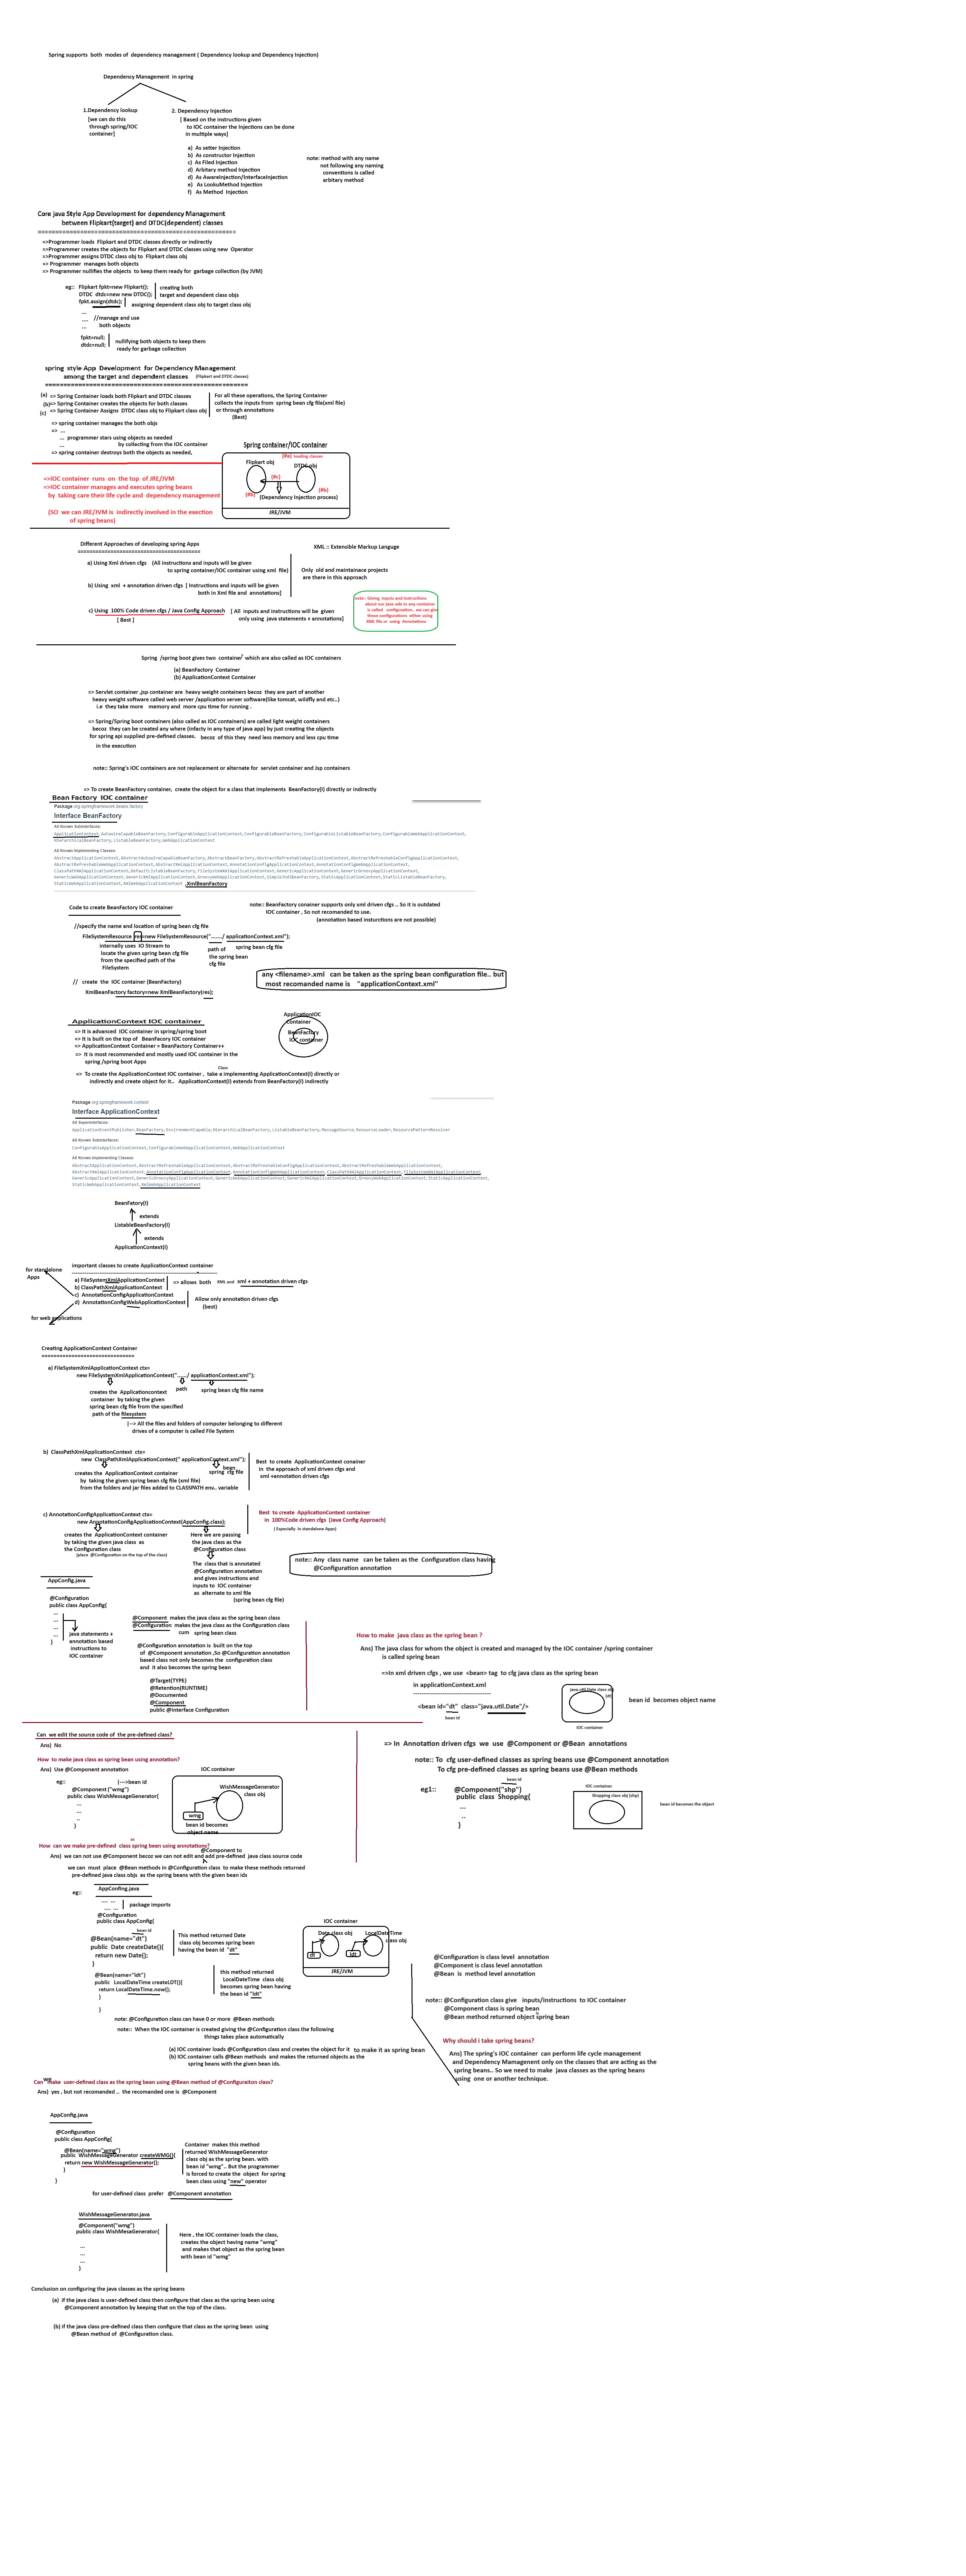 Spring supports both modes of dependency management ( Dependency lookup and Dependency Injection)
Dependency Management in spring
1.Dependency lookup
[we can do this
through spring/IOC
container]
2. Dependency Injection
[ Based on the instructions given
to IOC container the Injections can be done
in multiple ways]
a) As setter Injection
b) As constructor Injection
c) As Filed Injection
d) Arbitary method Injection
d) As AwareInjection/InterfaceInjection
e) As LookuMethod Injection
f) As Method Injection
note: method with any name
not following any naming
conventions is called
arbitary method
Core java Style App Development for dependency Management
between Flipkart(target) and DTDC(dependent) classes
=======================================================
=>Programmer loads Flipkart and DTDC classes directly or indirectly
=>Programmer creates the objects for Flipkart and DTDC classes using new Operator
=>Programmer assigns DTDC class obj to Flipkart class obj
=> Programmer manages both objects
=> Programmer nullifies the objects to keep them ready for garbage collection (by JVM)
eg:: Flipkart fpkt=new Flipkart();
DTDC dtdc=new new DTDC();
fpkt.assign(dtdc);
creating both
target and dependent class objs
assigning dependent class obj to target class obj
...
.... //manage and use
... both objects
fpkt=null;
dtdc=null;
nullifying both objects to keep them
ready for garbage collection
spring style App Development for Dependency Management
among the target and dependent classes (Flipkart and DTDC classes)
=======================================================
(a) => Spring Container loads both Flipkart and DTDC classes
(b)=> Spring Container creates the objects for both classes
(c) => Spring Container Assigns DTDC class obj to Flipkart class obj
For all these operations, the Spring Container
collects the inputs from spring bean cfg file(xml file)
or through annotations
(Best)
=> spring container manages the both objs
=> ...
... programmer stars using objects as needed
... by collecting from the IOC container
=> spring container destroys both the objects as needed,
Spring container/IOC container
(#a) loading classes
Flipkart obj
DTDC obj
(#c)
(#b)
(#b)
(Dependency Injection process)
JRE/JVM
=>IOC container runs on the top of JRE/JVM
=>IOC container manages and executes spring beans
by taking care their life cycle and dependency management
(SO we can JRE/JVM is indirectly involved in the exection
of spring beans)
Different Approaches of developing spring Apps
========================================
XML :: Extensible Markup Languge
a) Using Xml driven cfgs (All instructions and inputs will be given
to spring container/IOC container using xml file)
b) Using xml + annotation driven cfgs [ Instructions and inputs will be given
both in Xml file and annotations]
Only old and maintainace projects
are there in this approach
c) Using 100% Code driven cfgs / Java Config Approach [ All inputs and instructions will be given
[ Best ] only using java statements + annotations]
note:: Giving inputs and instructions
about our java ode to any container
is called configuration.. we can give
these configurations either using
XML file or using Annotations
Spring /spring boot gives two container which are also called as IOC containers
(a) BeanFactory Container
(b) ApplicationContext Container
=> Servlet container ,jsp container are heavy weight containers becoz they are part of another
heavy weight software called web server /application server software(like tomcat, wildfly and etc..)
i.e they take more memory and more cpu time for running .
=> Spring/Spring boot containers (also called as IOC containers) are called light weight containers
becoz they can be created any where (infacty in any type of java app) by just creating the objects
for spring api supplied pre-defined classes. becoz of this they need less memory and less cpu time
in the execution
note:: Spring's IOC containers are not replacement or alternate for servlet container and Jsp containers
=> To create BeanFactory container, create the object for a class that implements BeanFactory(I) directly or indirectly
Bean Factory IOC container
Package org.springframework.beans.factory
Interface BeanFactory
All Known Subinterfaces:
ApplicationContext, AutowireCapableBeanFactory, ConfigurableApplicationContext, ConfigurableBeanFactory, ConfigurableListableBeanFactory, ConfigurableWebApplicationContext,
HierarchicalBeanFactory, ListableBeanFactory, WebApplicationContext
All Known Implementing Classes:
AbstractApplicationContext, AbstractAutowireCapableBeanFactory, AbstractBeanFactory, AbstractRefreshableApplicationContext, AbstractRefreshableConfigApplicationContext,
AbstractRefreshableWebApplicationContext, AbstractXmlApplicationContext, AnnotationConfigApplicationContext, AnnotationConfigWebApplicationContext,
ClassPathXmlApplicationContext, DefaultListableBeanFactory, FileSystemXmlApplicationContext, GenericApplicationContext, GenericGroovyApplicationContext,
GenericWebApplicationContext, GenericXmlApplicationContext, GroovyWebApplicationContext, SimpleJndiBeanFactory, StaticApplicationContext, StaticListableBeanFactory,
StaticWebApplicationContext, XmlWebApplicationContext ,XmlBeanFactory
Code to create BeanFactory IOC container
note:: BeanFactory conainer supports only xml driven cfgs .. So it is outdated
IOC container , So not recomanded to use.
(annotation based insturctions are not possible)
//specify the name and location of spring bean cfg file
FileSystemResource res=new FileSystemResource("......./ applicationContext.xml");
internally uses IO Stream to
locate the given spring bean cfg file
from the specified path of the
FileSystem
path of
the spring bean
cfg file
spring bean cfg file
// create the IOC container (BeanFactory)
XmlBeanFactory factory=new XmlBeanFactory(res);
any <filename>.xml can be taken as the spring bean configuration file.. but
most recomanded name is "applicationContext.xml"
ApplicationContext IOC container
=> It is advanced IOC container in spring/spring boot
=> It is built on the top of BeanFacory IOC container
=> ApplicationContext Container = BeanFactory Container++
=> It is most recommended and mostly used IOC container in the
spring /spring boot Apps
Class
=> To create the ApplicationContext IOC container , take a implementing ApplicationContext(I) directly or
indirectly and create object for it.. ApplicationContext(I) extends from BeanFactory(I) indirectly
ApplicationIOC
Container
BeanFactory
IOC container
Package org.springframework.context
Interface ApplicationContext
All Superinterfaces:
ApplicationEventPublisher, BeanFactory, EnvironmentCapable, HierarchicalBeanFactory, ListableBeanFactory, MessageSource, ResourceLoader, ResourcePatternResolver
All Known Subinterfaces:
ConfigurableApplicationContext, ConfigurableWebApplicationContext, WebApplicationContext
All Known Implementing Classes:
AbstractApplicationContext, AbstractRefreshableApplicationContext, AbstractRefreshableConfigApplicationContext, AbstractRefreshableWebApplicationContext,
AbstractXmlApplicationContext, AnnotationConfigApplicationContext, AnnotationConfigWebApplicationContext, ClassPathXmlApplicationContext, FileSystemXmlApplicationContext,
GenericApplicationContext, GenericGroovyApplicationContext, GenericWebApplicationContext, GenericXmlApplicationContext, GroovyWebApplicationContext, StaticApplicationContext,
StaticWebApplicationContext, XmlWebApplicationContext
BeanFatory(I)
extends
ListableBeanFactory(I)
extends
ApplicationContext(I)
important classes to create ApplicationContext container
for standalone
Apps
a) FileSystemXmlApplicationContext
b) ClassPathXmlApplicationContext
=> allows both XML and xml + annotation driven cfgs
c) AnnotationConfigApplicationContext
d) AnnotationConfigWebApplicationContext
Allow only annotation driven cfgs
(best)
for web applications
Creating ApplicationContext Container
===============================
a) FileSystemXmlApplicationContext ctx=
new FileSystemXmlApplicationContext("....../ applicationContext.xml");
creates the Applicationcontext
container by taking the given
spring bean cfg file from the specified
path of the filesystem
path
spring bean cfg file name
|--> All the files and folders of computer belonging to different
drives of a computer is called File System
b) ClassPathXmlApplicationContext ctx=
new ClassPathXmlApplicationContext(" applicationContext.xml");
bean
spring cfg file
creates the ApplicationContext container
by taking the given spring bean cfg file (xml file)
from the folders and jar files added to CLASSPATH env.. variable
Best to create ApplicationContext conainer
in the approach of xml driven cfgs and
xml +annotation driven cfgs
c) AnnotationConfigApplicationContext ctx=
new AnnotationConfigApplicationContext(AppConfig.class);
creates the ApplicationContext container
by taking the given java class as
the Configuration class
(place @Configuration on the top of the class)
Here we are passing
the java class as the
@Configuration class
The class that is annotated
@Configuration annotation
and gives instructions and
inputs to IOC container
as alternate to xml file
(spring bean cfg file)
Best to create ApplicationContext container
in 100%Code driven cfgs (Java Config Approach)
[ Especially in standalone Apps]
note:: Any class name can be taken as the Configuration class having
@Configuration annotation
AppConfig.java
@Configuration
public class AppConfig{
...
...
...
...
}
java statements +
annotation based
instructions to
IOC container
@Component makes the java class as the spring bean class
@Configuration makes the java class as the Configuration class
cum spring bean class
@Configuration annotation is built on the top
of @Component annotation ,So @Configuration annotation
based class not only becomes the configuration class
and it also becomes the spring bean
@Target(TYPE)
@Retention(RUNTIME)
@Documented
@Component
public @interface Configuration
How to make java class as the spring bean ?
Ans) The java class for whom the object is created and managed by the IOC container /spring container
is called spring bean
=>In xml driven cfgs , we use <bean> tag to cfg java class as the spring bean
in applicationContext.xml
<bean id="dt" class="java.util.Date"/>
bean id
java.util.Date class obj
(dt)
IOC container
bean id becomes object name
Can we edit the source code of the pre-defined class?
Ans) No
How to make java class as spring bean using annotation?
Ans) Use @Component annotation
eg:: |--->bean id
@Component ("wmg")
public class WishMessageGenerator{
...
...
..
}
IOC container
WishMessageGenerator
class obj
wmg
bean id becomes
object name
=> In Annotation driven cfgs we use @Component or @Bean annotations
note:: To cfg user-defined classes as spring beans use @Component annotation
To cfg pre-defined classes as spring beans use @Bean methods
bean id
eg1:: @Component("shp")
public class Shopping{
...
..
}
IOC container
Shopping class obj (shp)
bean id becomes the object
as
How can we make pre-defined class spring bean using annotations?
@Component to
Ans) we can not use @Component becoz we can not edit and add pre-defined java class source code
we can must place @Bean methods in @Configuration class to make these methods returned
pre-defined java class objs as the spring beans with the given bean ids
eg:: AppConfing.java
.... ...
.... ...
package imports
@Configuration
public class AppConfig{
bean id
@Bean(name="dt")
public Date createDate(){
return new Date();
}
This method returned Date
class obj becomes spring bean
having the bean id "dt"
@Bean(name="ldt")
public LocalDateTime createLDT(){
return LocalDateTime.now();
}
}
this method returned
LocalDateTime class obj
becomes spring bean having
the bean id "ldt"
IOC container
Date class obj
LocalDateTime
class obj
dt
ldt
JRE/JVM
@Configuration is class level annotation
@Component is class level annotation
@Bean is method level annotation
note:: @Configuration class give inputs/instructions to IOC container
@Component class is spring bean
@Bean method returned object spring bean
note: @Configuration class can have 0 or more @Bean methods
note:: When the IOC container is created giving the @Configuration class the following
things takes place automatically
(a) IOC container loads @Configuration class and creates the object for it to make it as spring bean
(b) IOC container calls @Bean methods and makes the returned objects as the
spring beans with the given bean ids.
Why should i take spring beans?
Ans) The spring's IOC container can perform life cycle management
and Dependency Mamagement only on the classes that are acting as the
spring beans.. So we need to make java classes as the spring beans
using one or another technique.
we
Can make user-defined class as the spring bean using @Bean method of @Configuraiton class?
Ans) yes , but not recomanded .. the recomanded one is @Component
AppConfig.java
@Configuration
public class AppConfig{
@Bean(name="wmg")
public WishMessageGenerator createWMG(){
return new WishMessageGenerator();
}
}
Container makes this method
returned WishMessageGenerator
class obj as the spring bean. with
bean id "wmg".. But the programmer
is forced to create the object for spring
bean class using "new" operator
for user-defined class prefer @Component annotation
WishMessageGenerator.java
@Component("wmg")
public class WishMesaGenerator{
...
...
...
}
Here , the IOC container loads the class,
creates the object having name "wmg"
and makes that object as the spring bean
with bean id "wmg"
Conclusion on configuring the java classes as the spring beans
(a) if the java class is user-defined class then configure that class as the spring bean using
@Component annotation by keeping that on the top of the class.
(b) if the java class pre-defined class then configure that class as the spring bean using
@Bean method of @Configuration class.